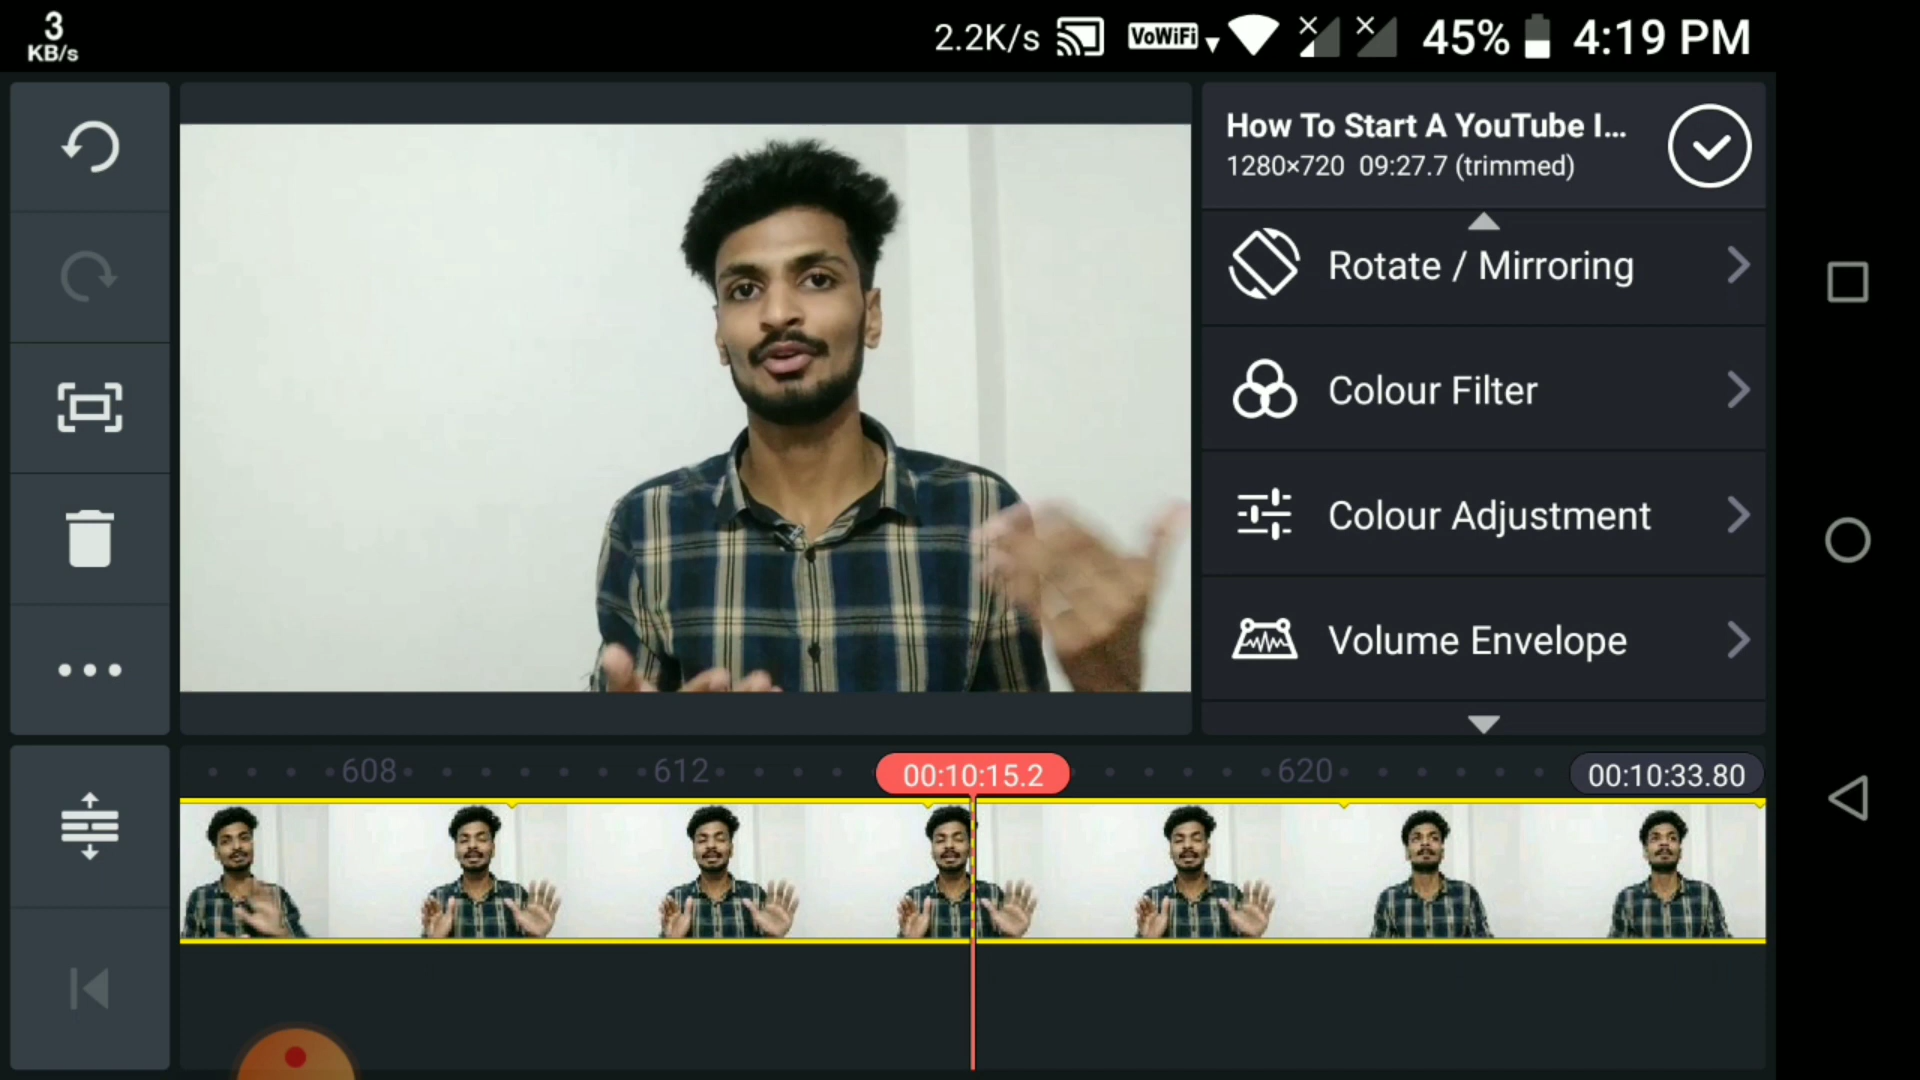 3
KB/s
2.2K/s VoWiFi 45% 4:19 PM
How To Start A YouTube I...
1280×720 09:27.7 (trimmed)
Rotate / Mirroring
Colour Filter
Colour Adjustment
Volume Envelope
608 612 00:10:15.2 620 00:10:33.80